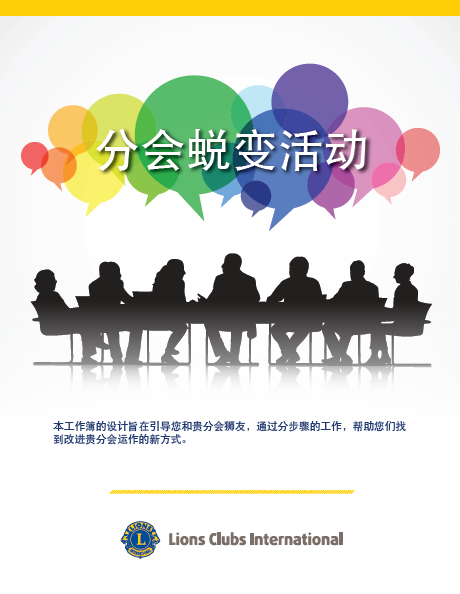 分会蜕变活动
本工作簿的设计旨在引导您和贵分会狮友，通过分步骤的工作，帮助您们找
到改进贵分会运作的新方式。
LIONS
L
INTERNATIONAL
Lions Clubs International